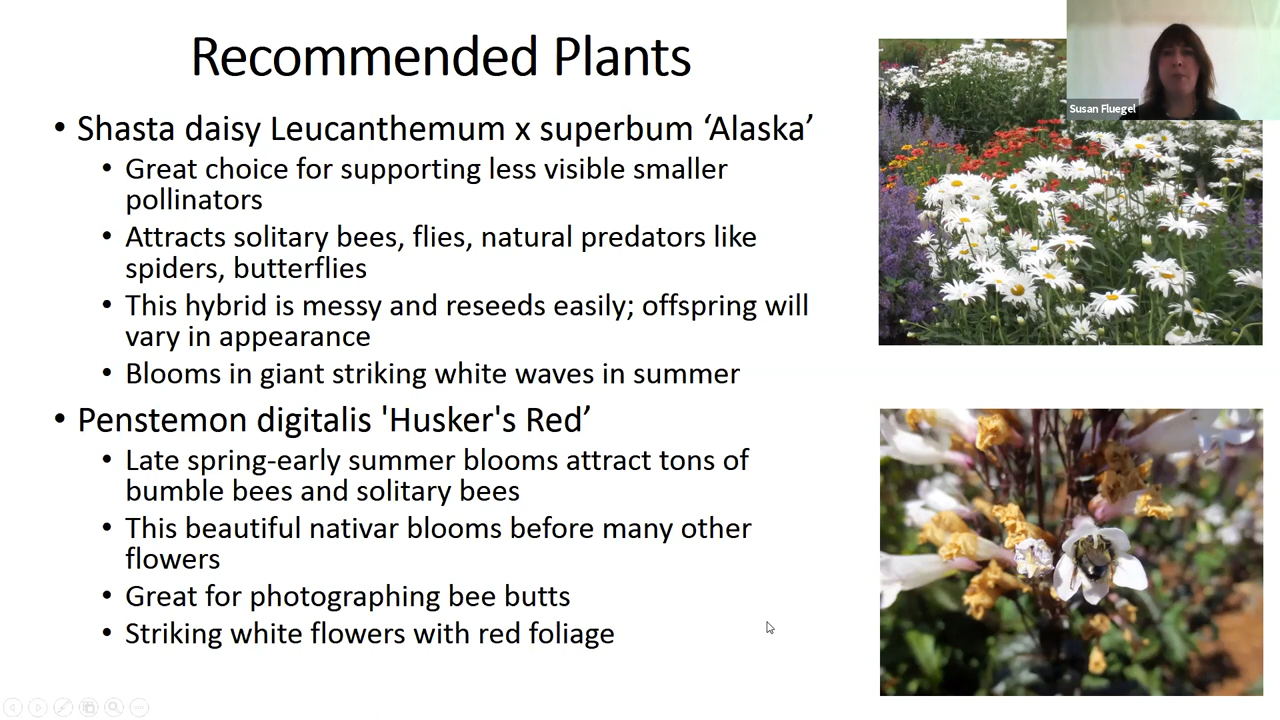 Recommended Plants
• Shasta daisy Leucanthemum x superbum ‘Alaska’
• Great choice for supporting less visible smaller
pollinators
• Attracts solitary bees, flies, natural predators like
spiders, butterflies
• This hybrid is messy and reseeds easily; offspring will
vary in appearance
• Blooms in giant striking white waves in summer
• Penstemon digitalis 'Husker's Red’
• Late spring-early summer blooms attract tons of
bumble bees and solitary bees
• This beautiful nativar blooms before many other
flowers
• Great for photographing bee butts
• Striking white flowers with red foliage
Susan Fluegel